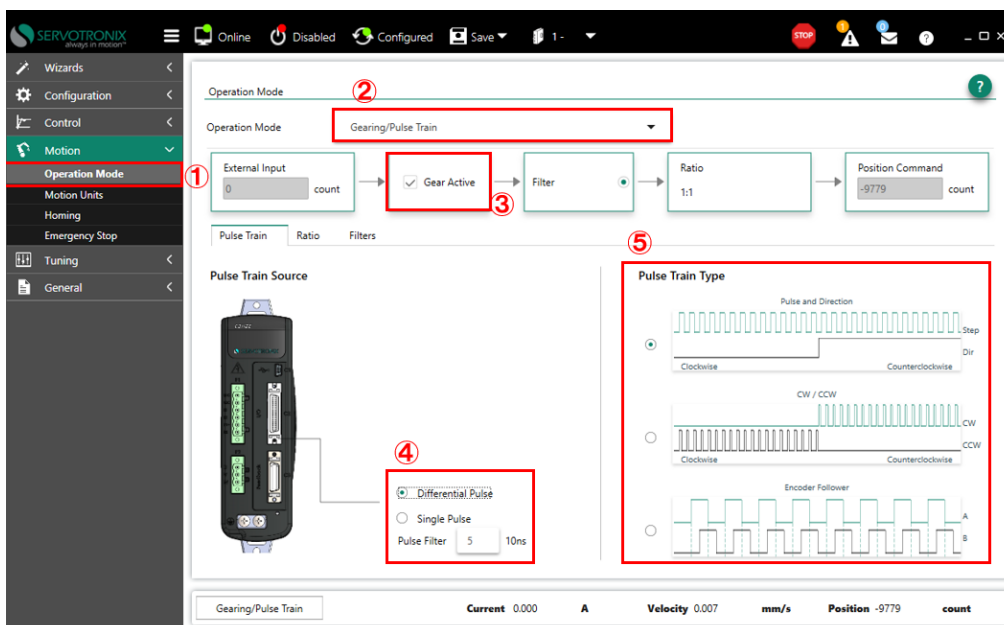 SERVOTRONIX
always in motion™
Online
Disabled
Configured
Save
1 -
STOP
1
0
?
Wizards
Configuration
Control
Motion
Operation Mode
Motion Units
Homing
Emergency Stop
Tuning
General
①
Operation Mode
②
?
Operation Mode
Gearing/Pulse Train
External Input
0
count
Gear Active
③
Filter
Ratio
1:1
Position Command
-9779
count
Pulse Train
Ratio
Filters
Pulse Train Source
④
Differential Pulse
Single Pulse
Pulse Filter
5
10ns
⑤
Pulse Train Type
Pulse and Direction
Step
Dir
Clockwise
Counterclockwise
CW / CCW
CW
CCW
Clockwise
Counterclockwise
Encoder Follower
A
B
Gearing/Pulse Train
Current 0.000 A
Velocity 0.007 mm/s
Position -9779 count